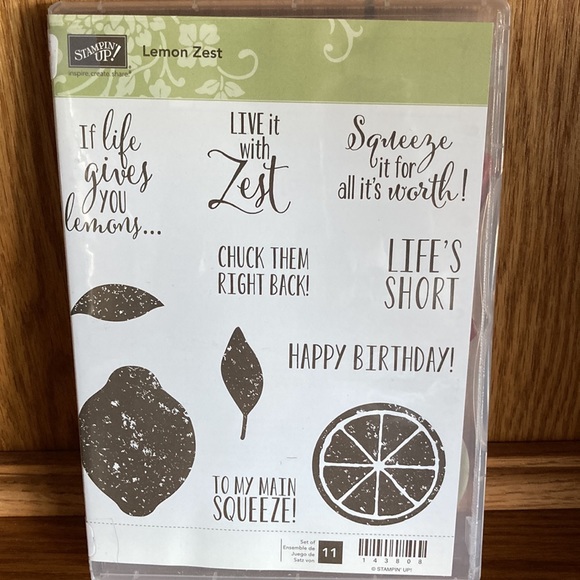 STAMPIN' UP!
inspire.create.share.
Lemon Zest
If life
gives
YOU
lemons...
LIVE it
with
Zest
Squeeze
it for
all it's worth!
CHUCK THEM
RIGHT BACK!
LIFE'S
SHORT
HAPPY BIRTHDAY!
TO MY MAIN
SQUEEZE!
Set of
Ensemble de
Juego de
Satz von
11
143808
© STAMPIN' UP!